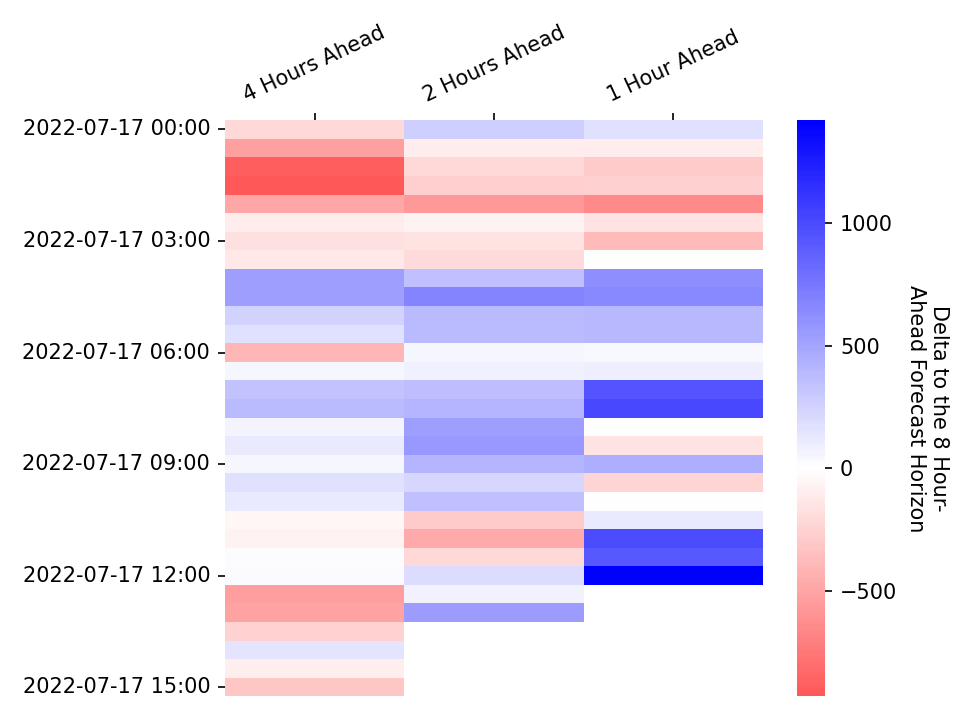 4 Hours Ahead
2 Hours Ahead
1 Hour Ahead
2022-07-17 00:00
2022-07-17 03:00
2022-07-17 06:00
2022-07-17 09:00
2022-07-17 12:00
2022-07-17 15:00
1000
500
0
−500
Delta to the 8 Hour-
Ahead Forecast Horizon